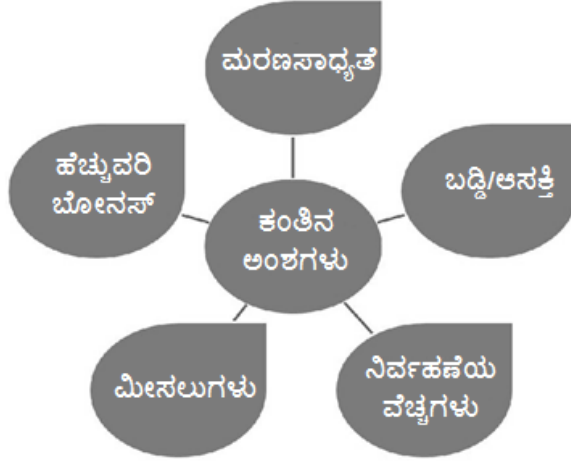 ಮರಣಸಾಧ್ಯತೆ
ಹೆಚ್ಚುವರಿ
ಬೋನಸ್
ಬಡ್ಡಿ/ಆಸಕ್ತಿ
ಕಂತಿನ
ಅಂಶಗಳು
ಮೀಸಲುಗಳು
ನಿರ್ವಹಣೆಯ
ವೆಚ್ಚಗಳು